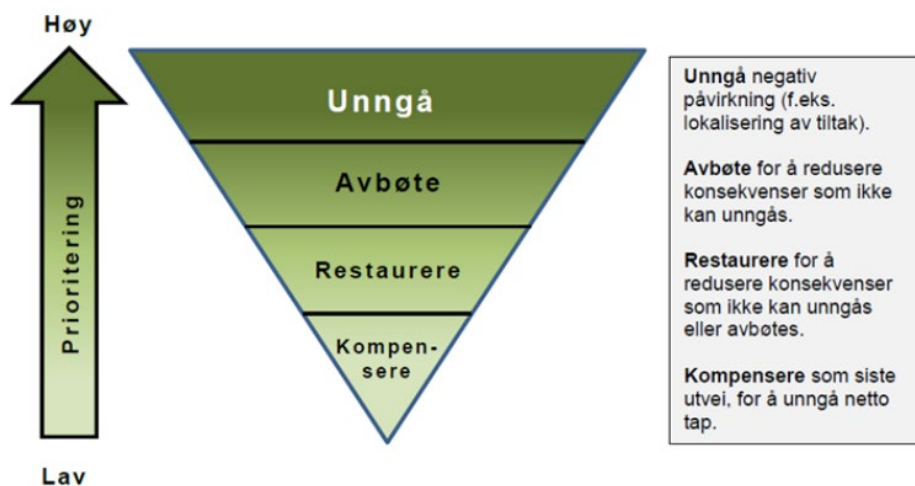 Høy
Prioritering
Lav
Unngå
Avbøte
Restaurere
Kompen-
sere
Unngå negativ
påvirkning (f.eks.
lokalisering av tiltak).
Avbøte for å redusere
konsekvenser som ikke
kan unngås.
Restaurere for å
redusere konsekvenser
som ikke kan unngås
eller avbøtes.
Kompensere som siste
utvei, for å unngå netto
tap.